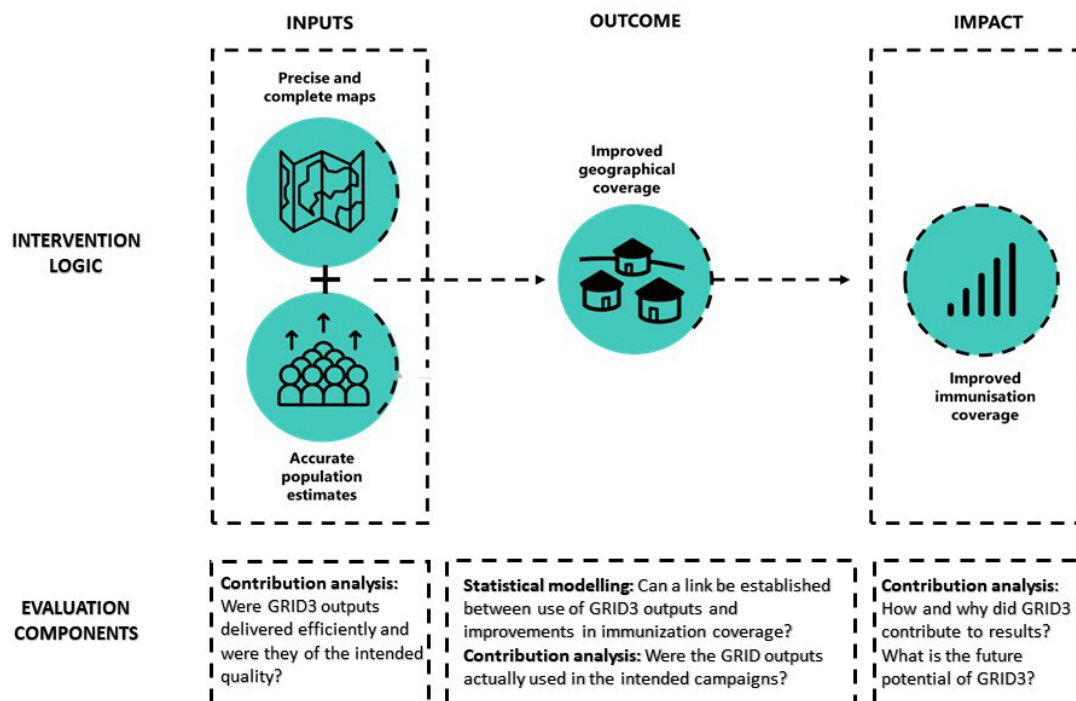 INPUTS
OUTCOME
IMPACT
INTERVENTION
LOGIC
Precise and
complete maps
Accurate
population
estimates
Improved
geographical
coverage
Improved
immunisation
coverage
EVALUATION
COMPONENTS
Contribution analysis:
Were GRID3 outputs
delivered efficiently and
were they of the intended
quality?
Statistical modelling: Can a link be established
between use of GRID3 outputs and
improvements in immunization coverage?
Contribution analysis: Were the GRID outputs
actually used in the intended campaigns?
Contribution analysis:
How and why did GRID3
contribute to results?
What is the future
potential of GRID3?